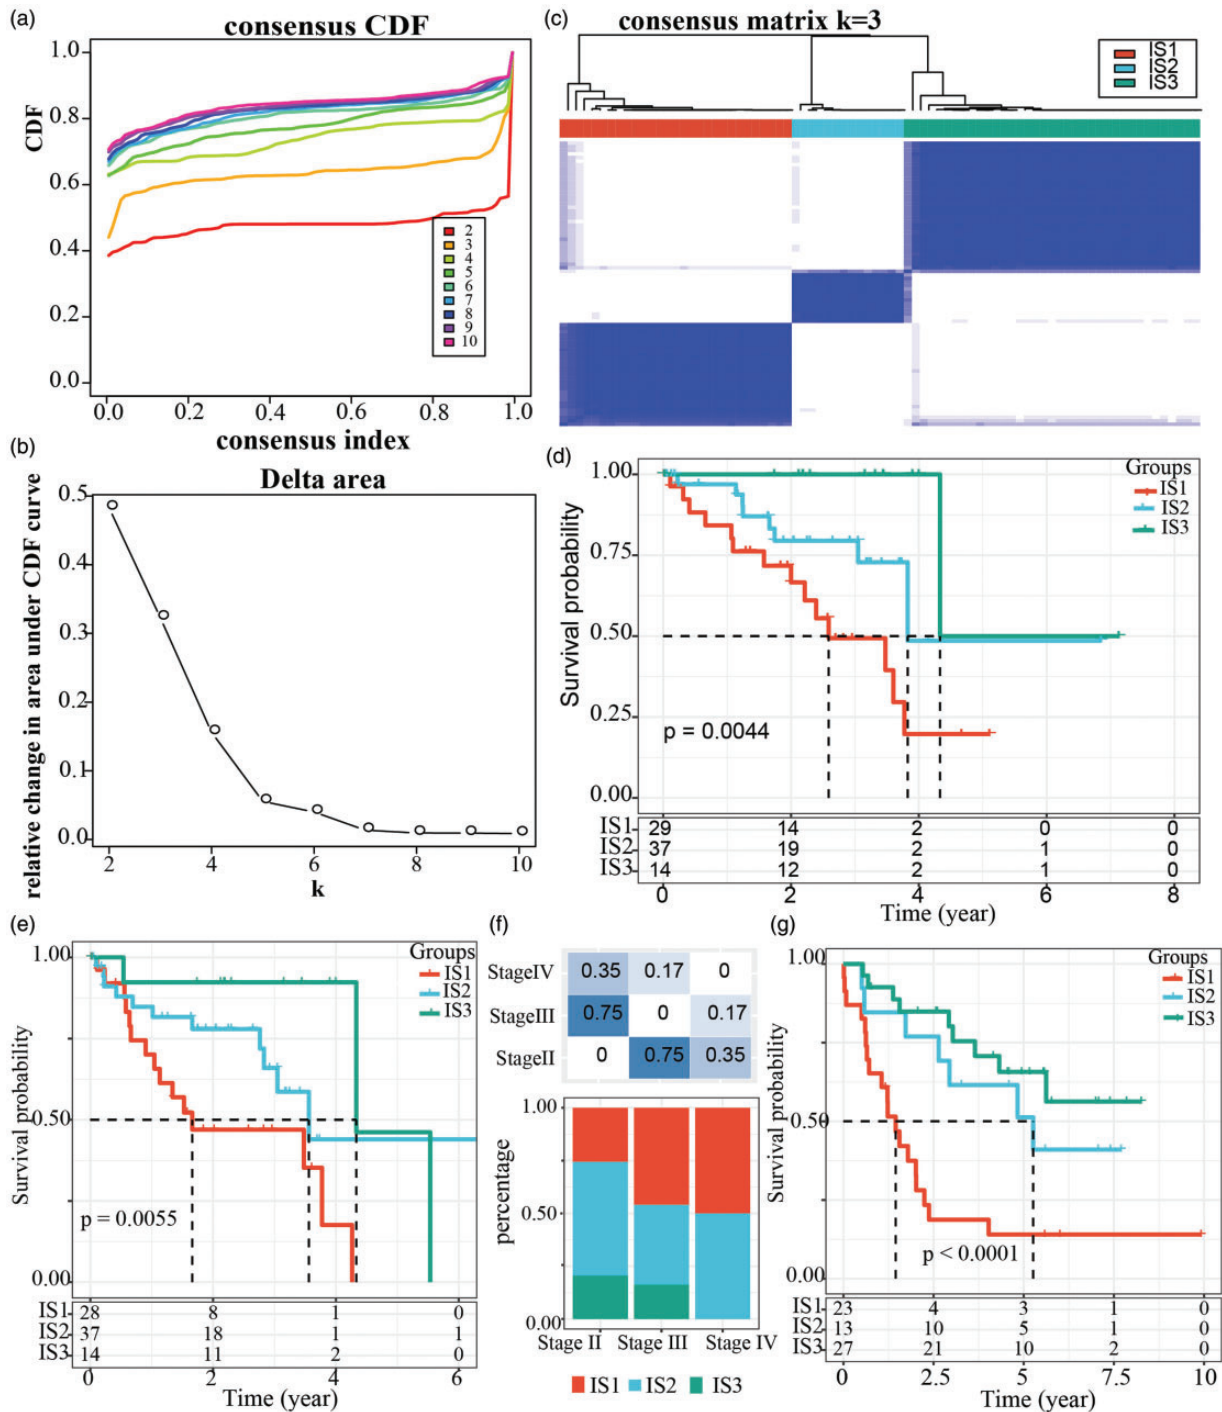 (a)
consensus CDF
1.0
0.8
0.6
0.4
0.2
0.0
CDF
2
3
4
5
6
7
8
9
10
0.0 0.2 0.4 0.6 0.8 1.0
consensus index
(c)
consensus matrix k=3
IS1
IS2
IS3
(b)
Delta area
0.5
0.3
0.2
0.1
0.0
relative change in area under CDF curve
2 4 6 8 10
k
(d)
Groups
IS1
IS2
IS3
1.00
0.75
0.50
0.25
0.00
Survival probability
p = 0.0044
IS1 29 14 2 0 0
IS2 37 19 2 1 0
IS3 14 12 2 1 0
0 2 4 6 8
Time (year)
(e)
Groups
IS1
IS2
IS3
1.00
0.50
0.00
Survival probability
p = 0.0055
IS1 28 8 1 0
IS2 37 18 1 1
IS3 14 11 2 0
0 2 4 6
Time (year)
(f)
StageIV 0.35 0.17 0
StageIII 0.75 0 0.17
StageII 0 0.75 0.35
1.00
0.50
0.00
percentage
Stage II Stage III Stage IV
IS1 IS2 IS3
(g)
Groups
IS1
IS2
IS3
1.00
0.50
0.00
Survival probability
p < 0.0001
IS1 23 4 3 1 0
IS2 13 10 5 1 0
IS3 27 21 10 2 0
0 2.5 5 7.5 10
Time (year)